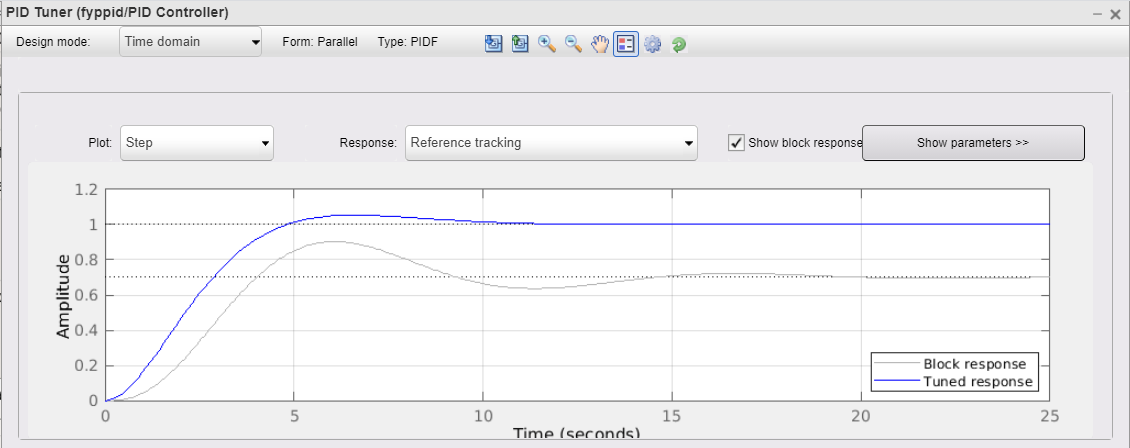 PID Tuner (fyppid/PID Controller)
Design mode: Time domain Form: Parallel Type: PIDF
Plot: Step Response: Reference tracking Show block response Show parameters >>
1.2
1
0.8
0.6
0.4
0.2
0
Amplitude
0 5 10 15 20 25
Time (seconds)
Block response
Tuned response